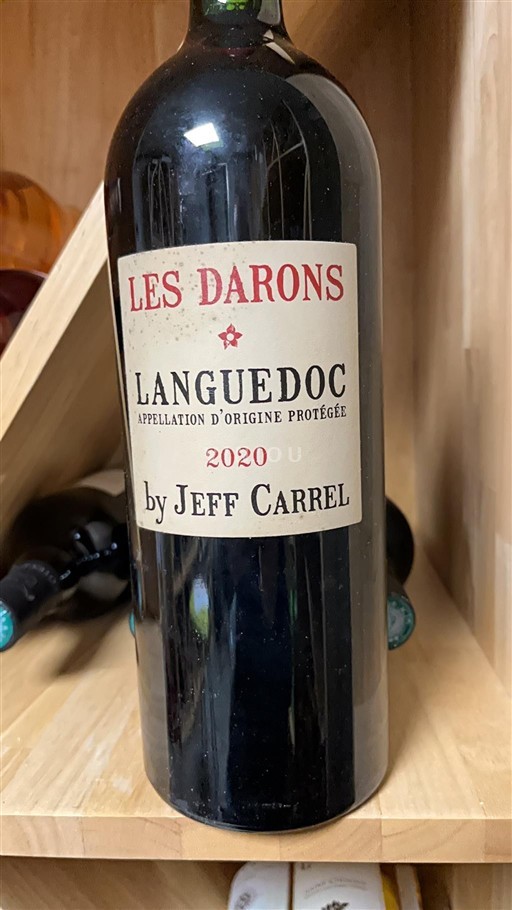 LES DARONS
LANGUEDOC
APPELLATION D'ORIGINE PROTÉGÉE
2020
by JEFF CARREL